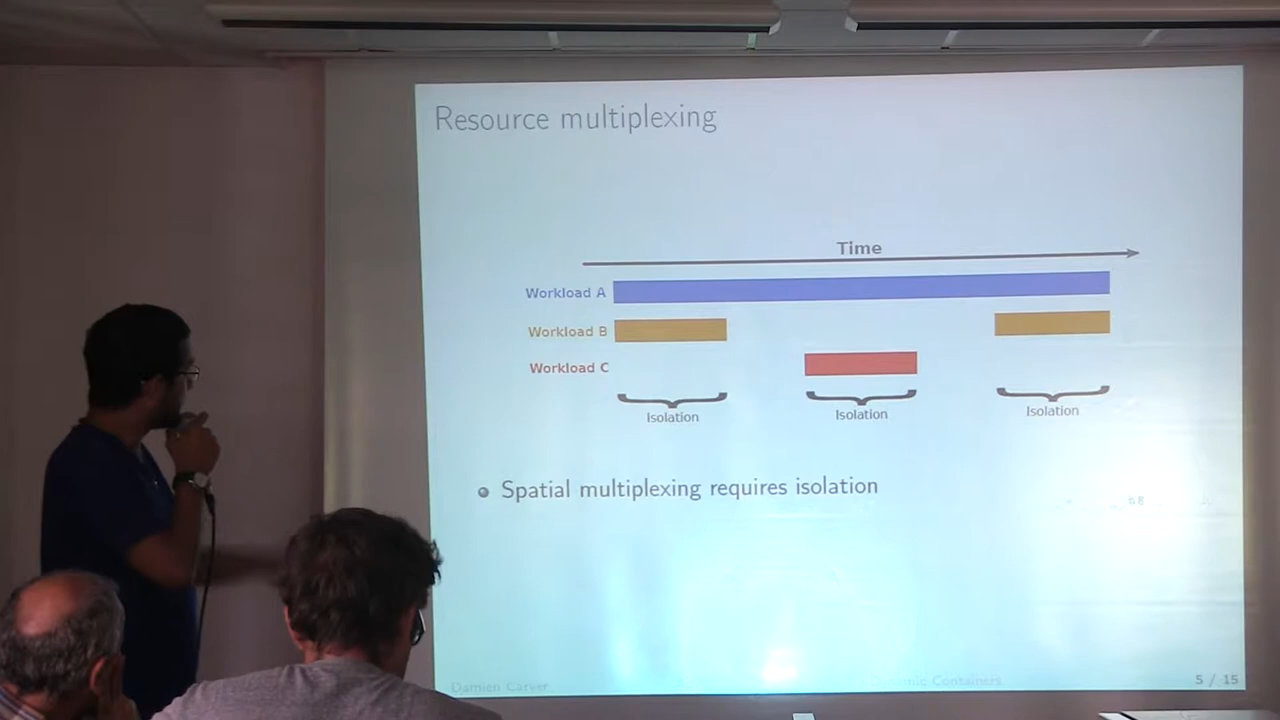 Resource multiplexing
Time
Workload A
Workload B
Workload C
Isolation
Isolation
Isolation
Spatial multiplexing requires isolation
Damien Carver
Dynamic Containers
5 / 15